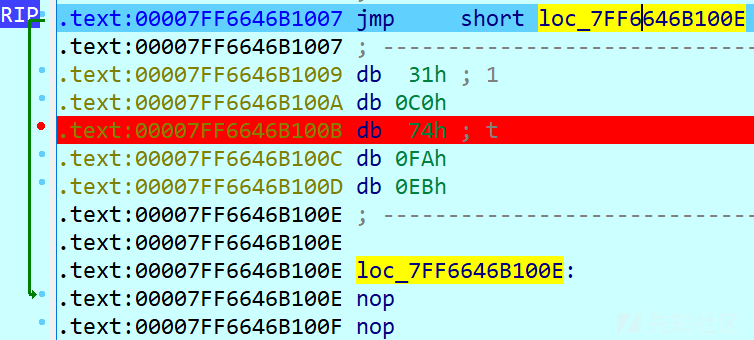 RIP .text:00007FF6646B1007 jmp     short loc_7FF6646B100E
.text:00007FF6646B1007 ; ---------------------------
.text:00007FF6646B1009 db  31h ; 1
.text:00007FF6646B100A db 0C0h
.text:00007FF6646B100B db  74h ; t
.text:00007FF6646B100C db 0FAh
.text:00007FF6646B100D db 0EBh
.text:00007FF6646B100E ; ---------------------------
.text:00007FF6646B100E
.text:00007FF6646B100E loc_7FF6646B100E:
.text:00007FF6646B100E nop
.text:00007FF6646B100F nop